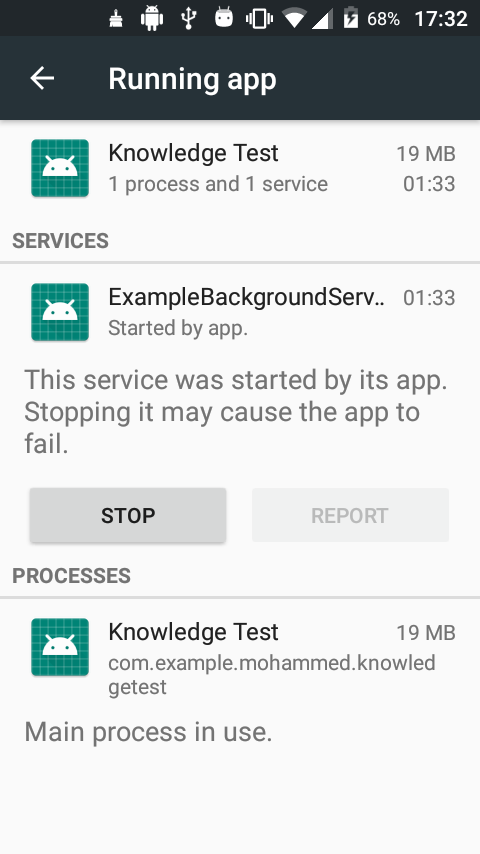 68% 17:32
Running app
Knowledge Test 19 MB
1 process and 1 service 01:33
SERVICES
ExampleBackgroundServ.. 01:33
Started by app.
This service was started by its app.
Stopping it may cause the app to
fail.
STOP REPORT
PROCESSES
Knowledge Test 19 MB
com.example.mohammed.knowled
getest
Main process in use.